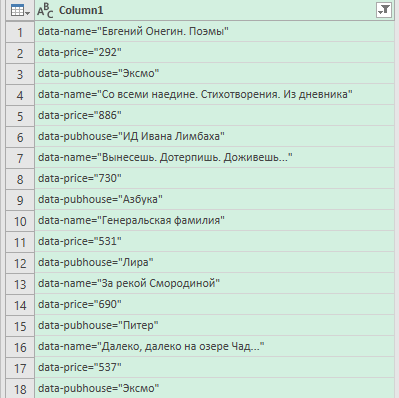 ABC Column1
1 data-name="Евгений Онегин. Поэмы"
2 data-price="292"
3 data-pubhouse="Эксмо"
4 data-name="Со всеми наедине. Стихотворения. Из дневника"
5 data-price="886"
6 data-pubhouse="ИД Ивана Лимбаха"
7 data-name="Вынесешь. Дотерпишь. Доживешь..."
8 data-price="730"
9 data-pubhouse="Азбука"
10 data-name="Генеральская фамилия"
11 data-price="531"
12 data-pubhouse="Лира"
13 data-name="За рекой Смородиной"
14 data-price="690"
15 data-pubhouse="Питер"
16 data-name="Далеко, далеко на озере Чад..."
17 data-price="537"
18 data-pubhouse="Эксмо"